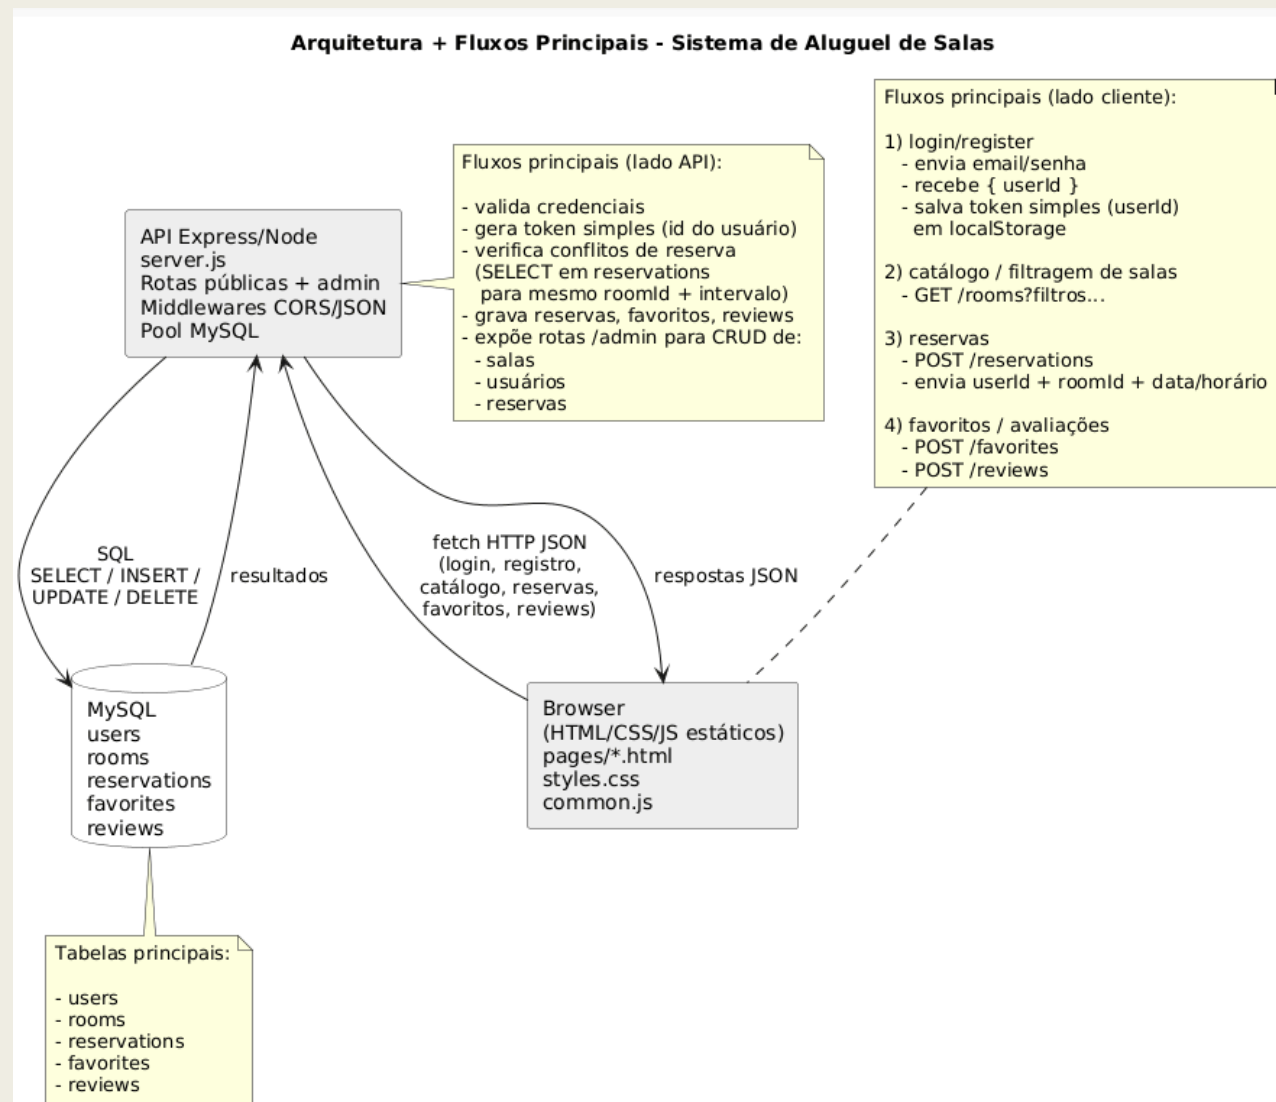 Arquitetura + Fluxos Principais - Sistema de Aluguel de Salas
Fluxos principais (lado cliente):
1) login/register
- envia email/senha
- recebe { userId }
- salva token simples (userId)
em localStorage
2) catálogo / filtragem de salas
- GET /rooms?filtros...
3) reservas
- POST /reservations
- envia userId + roomId + data/horário
4) favoritos / avaliações
- POST /favorites
- POST /reviews
Fluxos principais (lado API):
- valida credenciais
- gera token simples (id do usuário)
- verifica conflitos de reserva
(SELECT em reservations
para mesmo roomId + intervalo)
- grava reservas, favoritos, reviews
- expõe rotas /admin para CRUD de:
- salas
- usuários
- reservas
API Express/Node
server.js
Rotas públicas + admin
Middlewares CORS/JSON
Pool MySQL
SQL
SELECT / INSERT /
UPDATE / DELETE
resultados
fetch HTTP JSON
(login, registro,
catálogo, reservas,
favoritos, reviews)
respostas JSON
MySQL
users
rooms
reservations
favorites
reviews
Browser
(HTML/CSS/JS estáticos)
pages/*.html
styles.css
common.js
Tabelas principais:
- users
- rooms
- reservations
- favorites
- reviews